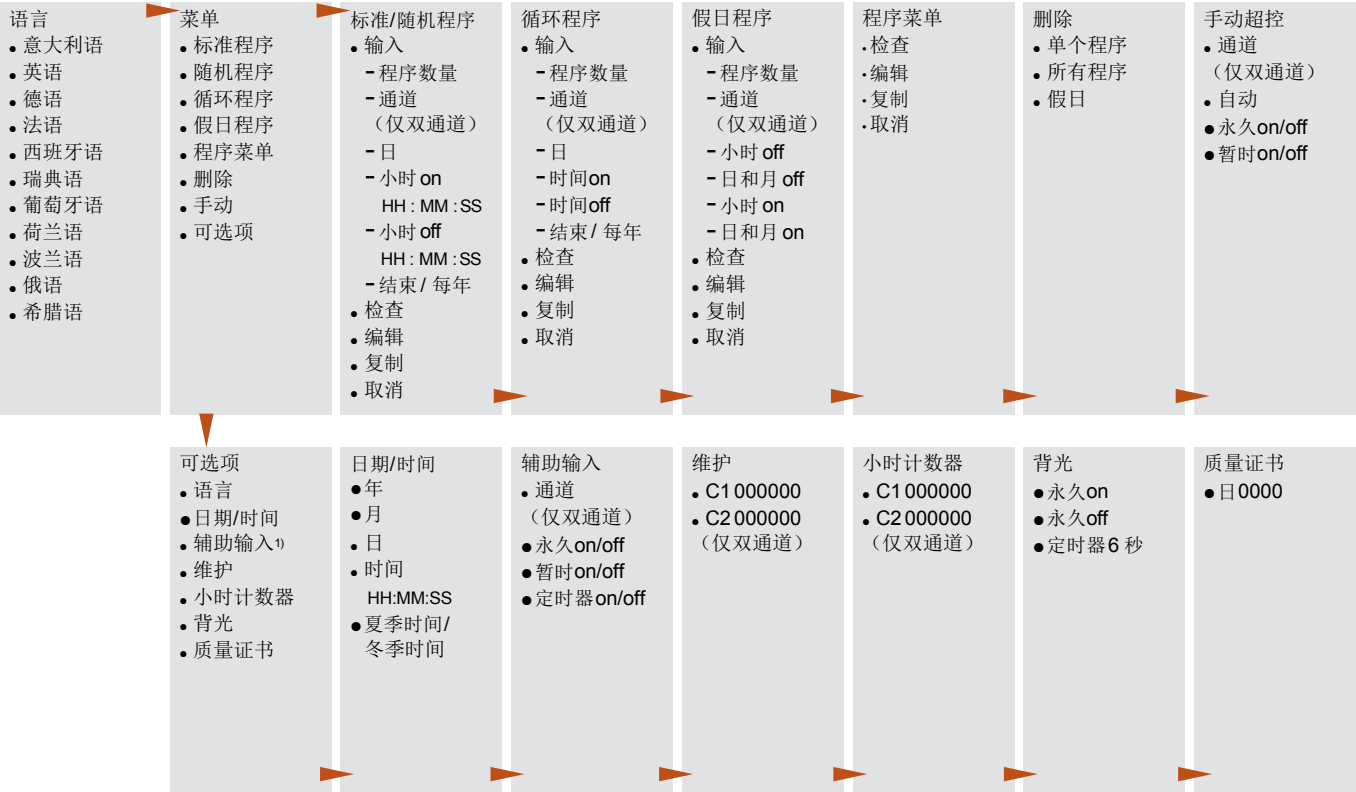 语言
• 意大利语
• 英语
• 德语
• 法语
• 西班牙语
• 瑞典语
• 葡萄牙语
• 荷兰语
• 波兰语
• 俄语
• 希腊语
菜单
• 标准程序
• 随机程序
• 循环程序
• 假日程序
• 程序菜单
• 删除
• 手动
• 可选项
标准/随机程序
• 输入
- 程序数量
- 通道
（仅双通道）
- 日
- 小时 on
HH : MM : SS
- 小时 off
HH : MM : SS
- 结束 / 每年
• 检查
• 编辑
• 复制
• 取消
循环程序
• 输入
- 程序数量
- 通道
（仅双通道）
- 日
- 时间on
- 时间off
- 结束 / 每年
• 检查
• 编辑
• 复制
• 取消
假日程序
• 输入
- 程序数量
- 通道
（仅双通道）
- 小时 off
- 日和月 off
- 小时 on
- 日和月 on
• 检查
• 编辑
• 复制
• 取消
程序菜单
·检查
·编辑
·复制
·取消
删除
• 单个程序
• 所有程序
• 假日
手动超控
• 通道
（仅双通道）
• 自动
●永久on/off
●暂时on/off
可选项
• 语言
●日期/时间
• 辅助输入1)
• 维护
• 小时计数器
• 背光
• 质量证书
日期/时间
●年
●月
• 日
• 时间
HH:MM:SS
●夏季时间/
冬季时间
辅助输入
• 通道
（仅双通道）
●永久on/off
●暂时on/off
●定时器on/off
维护
• C1 000000
• C2 000000
（仅双通道）
小时计数器
• C1 000000
• C2 000000
（仅双通道）
背光
●永久on
●永久off
●定时器6 秒
质量证书
●日0000